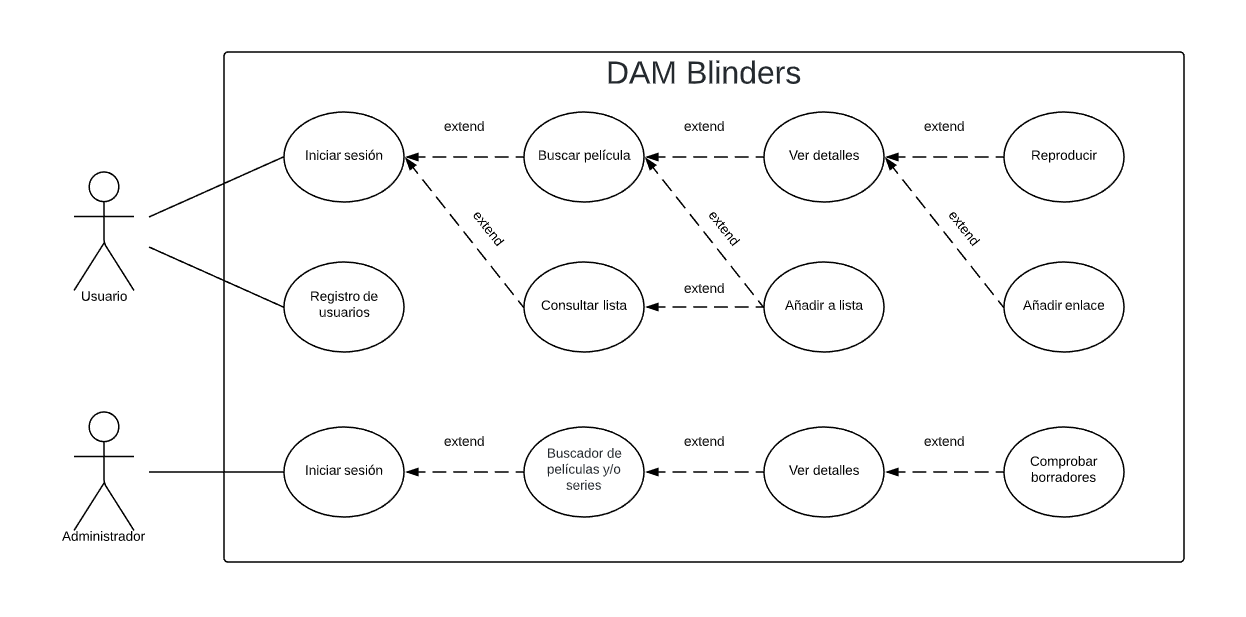 DAM Blinders
extend
extend
extend
Iniciar sesión
Buscar película
Ver detalles
Reproducir
extend
extend
extend
Usuario
Registro de
usuarios
Consultar lista
extend
Añadir a lista
Añadir enlace
extend
extend
extend
Iniciar sesión
Buscador de
películas y/o
series
Ver detalles
Comprobar
borradores
Administrador